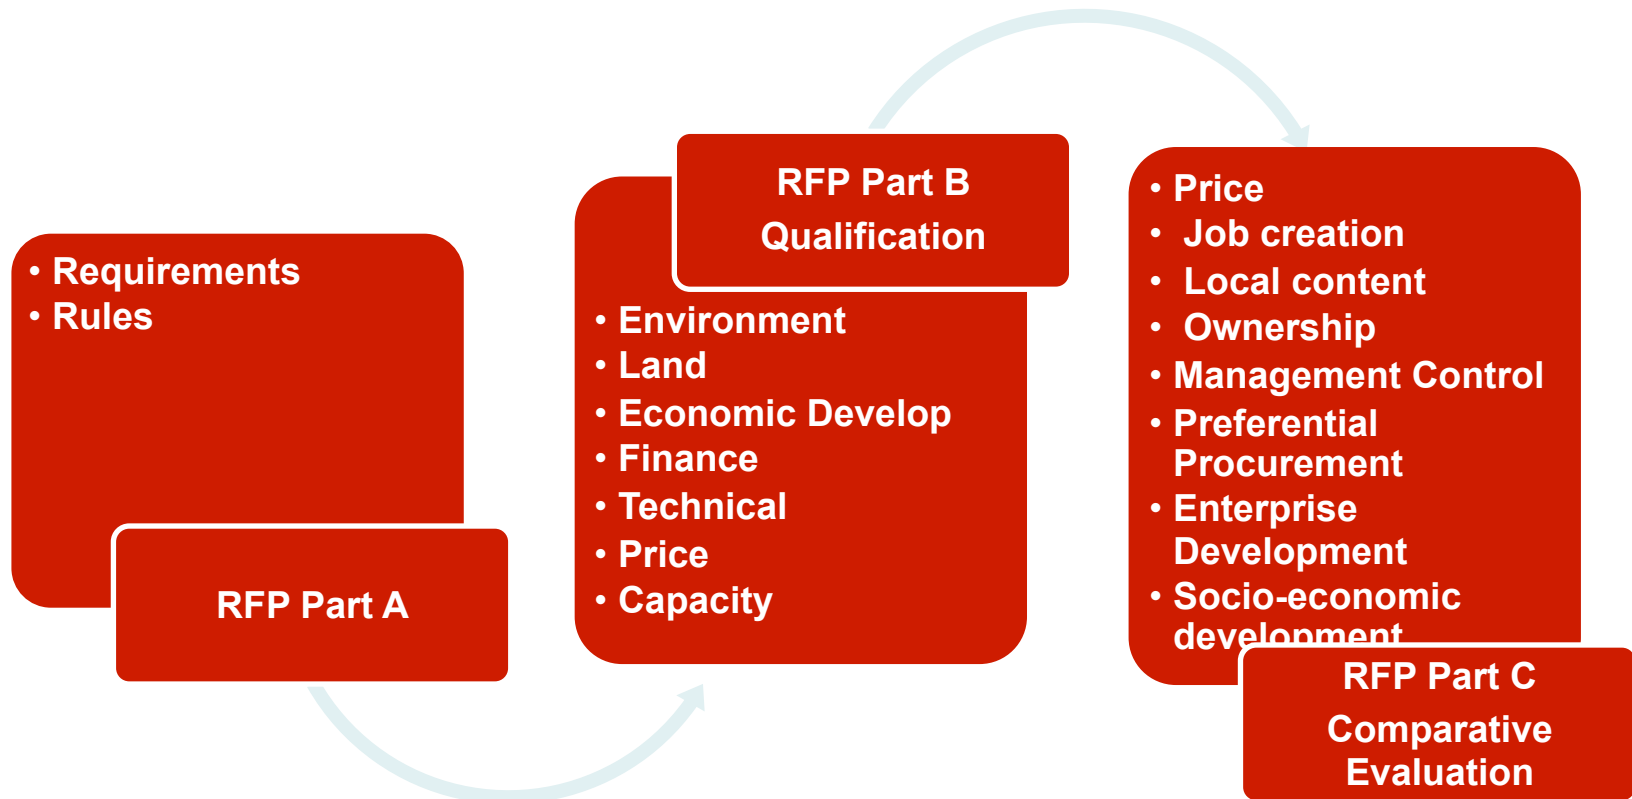 • Requirements
• Rules
RFP Part A
RFP Part B
Qualification
• Environment
• Land
• Economic Develop
• Finance
• Technical
• Price
• Capacity
• Price
• Job creation
• Local content
• Ownership
• Management Control
• Preferential
Procurement
• Enterprise
Development
• Socio-economic
development
RFP Part C
Comparative
Evaluation